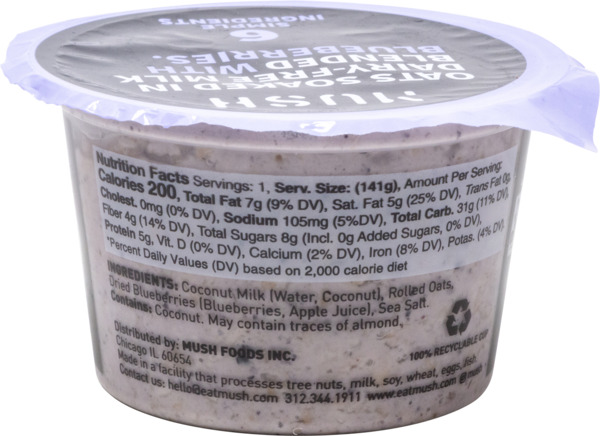 6
SIMPLE
INGREDIENTS
MUSH
OATS SOAKED IN
DAIRY-FREE MILK
BLENDED WITH
BLUEBERRIES.
Nutrition Facts Servings: 1, Serv. Size: (141g), Amount Per Serving:
Calories 200, Total Fat 7g (9% DV), Sat. Fat 5g (25% DV), Trans Fat 0g,
Cholest. 0mg (0% DV), Sodium 105mg (5%DV), Total Carb. 31g (11% DV),
Fiber 4g (14% DV), Total Sugars 8g (Incl. 0g Added Sugars, 0% DV),
Protein 5g, Vit. D (0% DV), Calcium (2% DV), Iron (8% DV), Potas. (4% DV).
*Percent Daily Values (DV) based on 2,000 calorie diet
INGREDIENTS: Coconut Milk (Water, Coconut), Rolled Oats,
Dried Blueberries (Blueberries, Apple Juice), Sea Salt.
Contains: Coconut. May contain traces of almond.
Distributed by: MUSH FOODS INC.
Chicago IL 60654
Made in a facility that processes tree nuts, milk, soy, wheat, eggs, fish.
Contact us: hello@eatmush.com 312.344.1911 www.eatmush.com @mush
100% RECYCLABLE CUP